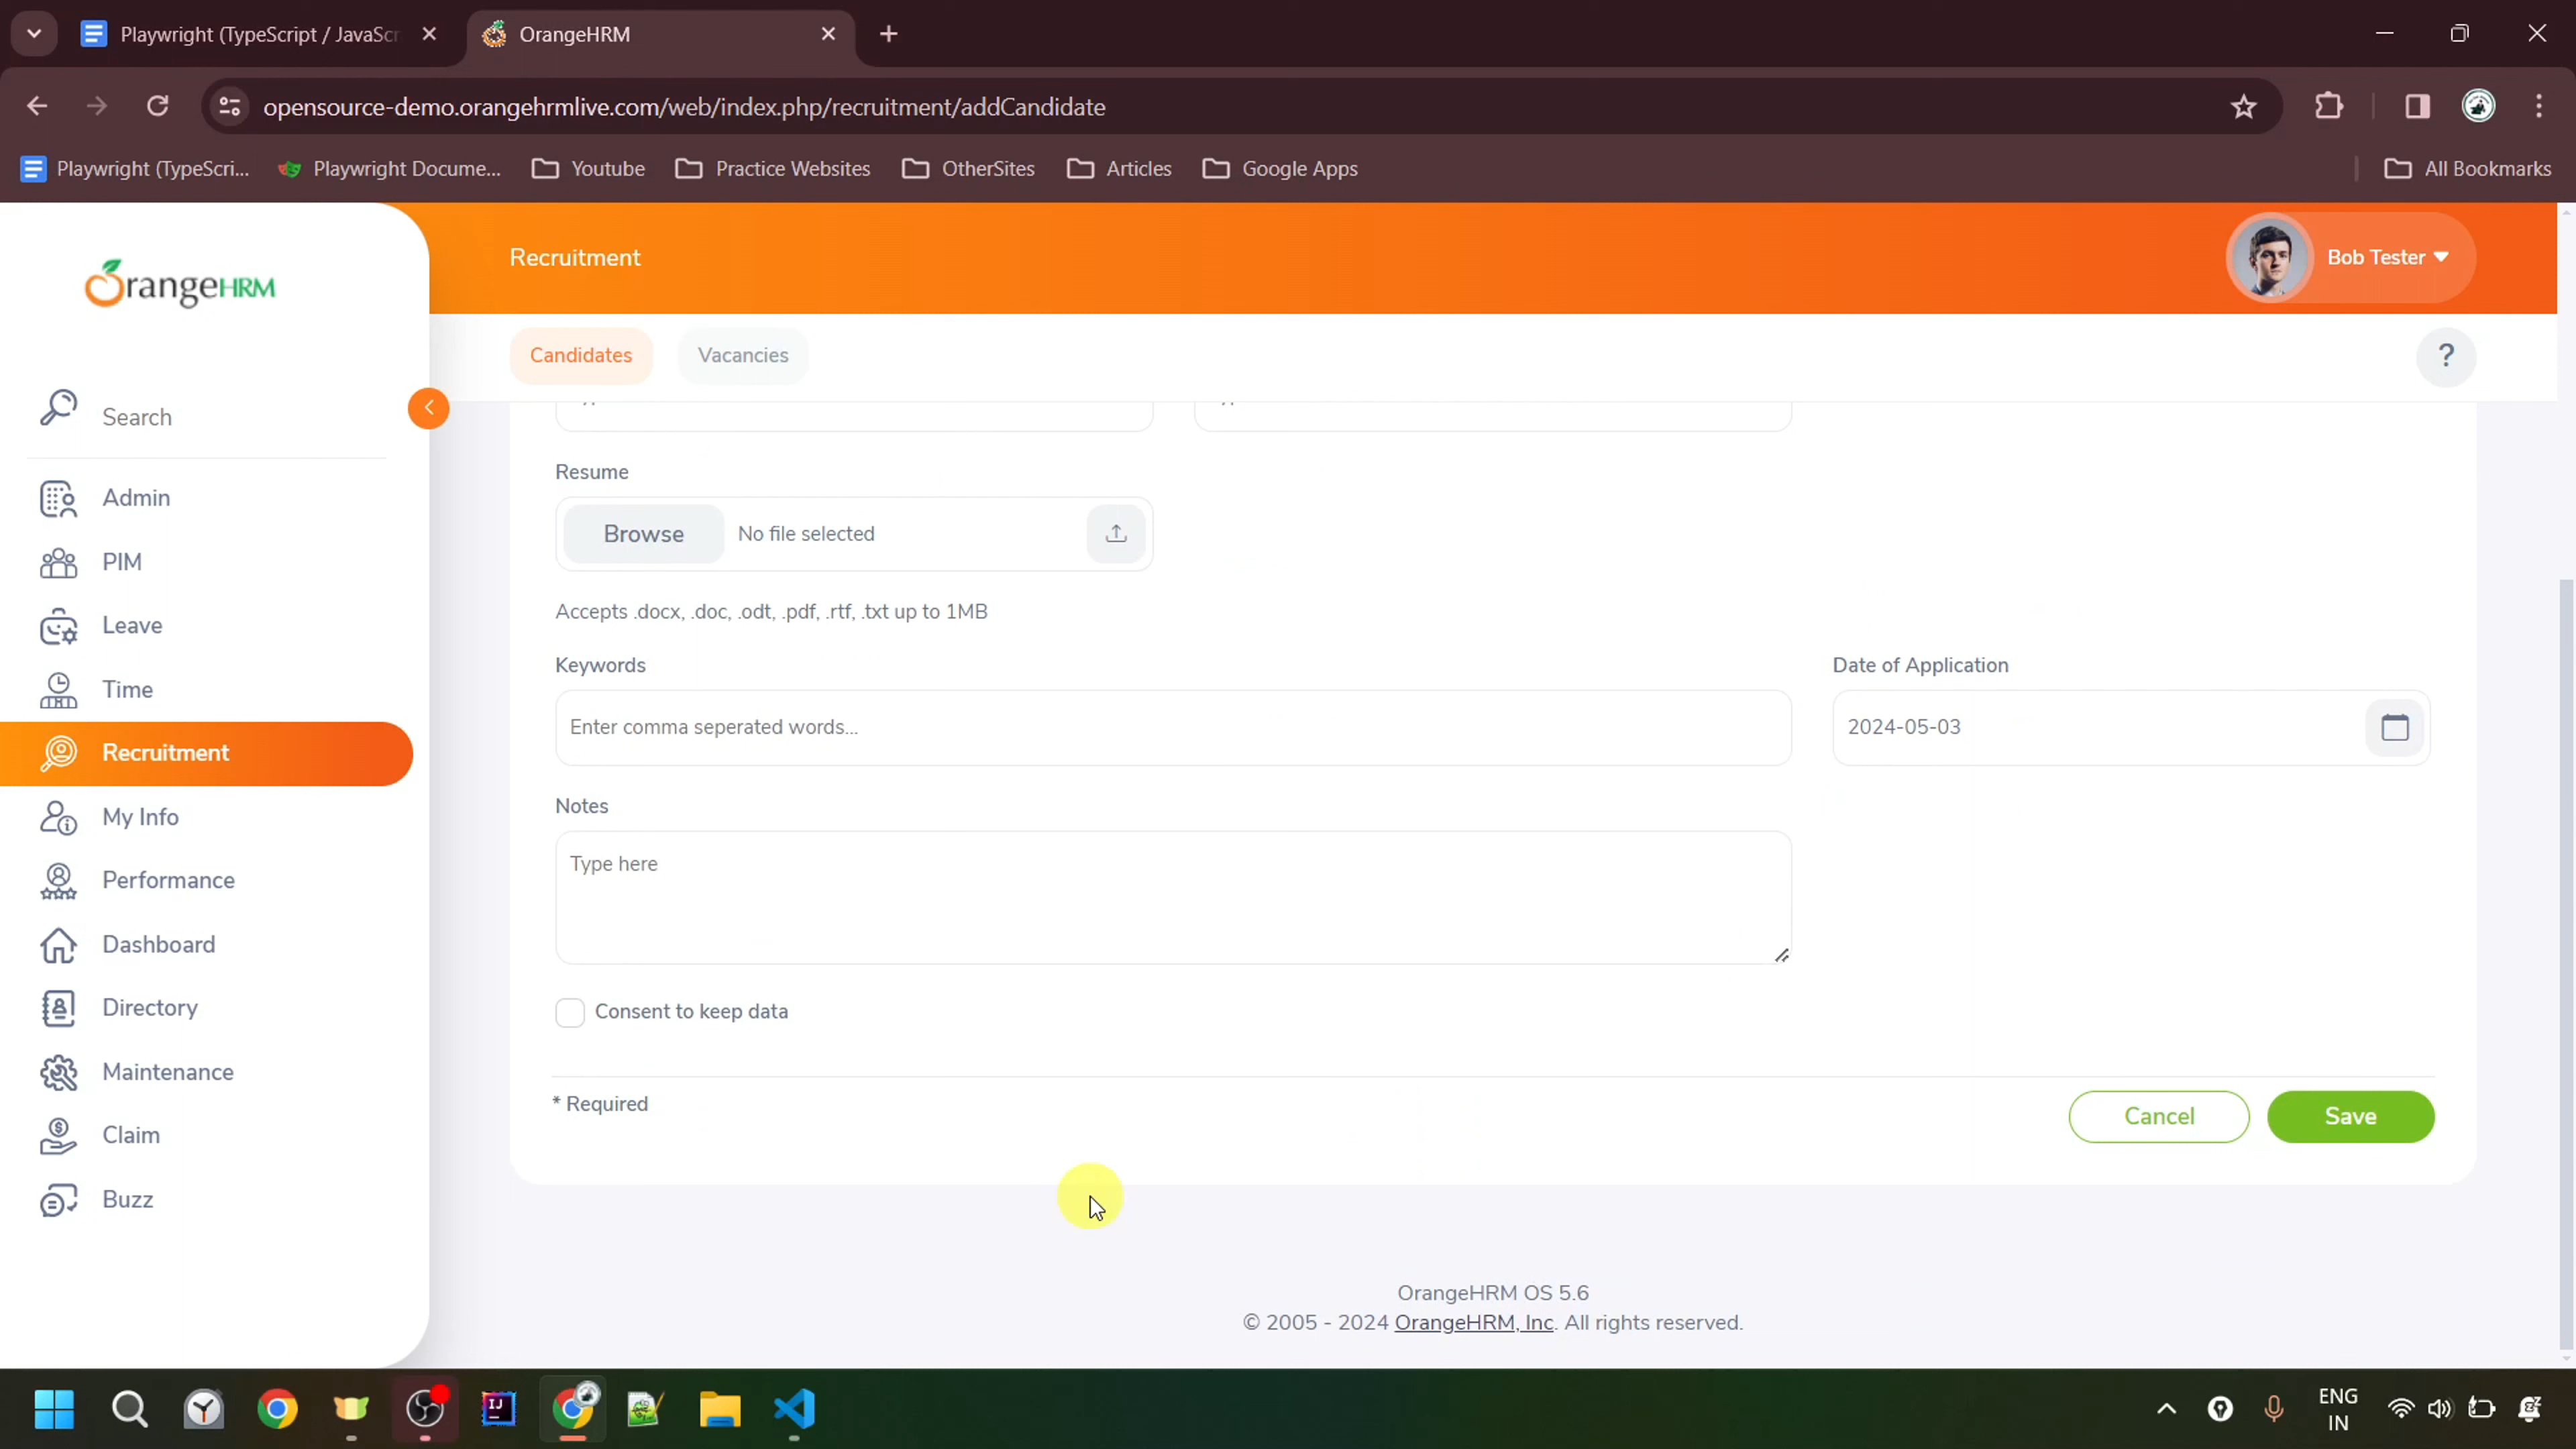 Playwright (TypeScript / JavaScr
OrangeHRM
opensource-demo.orangehrmlive.com/web/index.php/recruitment/addCandidate
Playwright (TypeScri...
Playwright Docume...
Youtube
Practice Websites
OtherSites
Articles
Google Apps
All Bookmarks
OrangeHRM
Recruitment
Bob Tester
Candidates
Vacancies
?
Search
Admin
PIM
Leave
Time
Recruitment
My Info
Performance
Dashboard
Directory
Maintenance
Claim
Buzz
Resume
Browse
No file selected
Accepts .docx, .doc, .odt, .pdf, .rtf, .txt up to 1MB
Keywords
Enter comma seperated words...
Date of Application
2024-05-03
Notes
Type here
Consent to keep data
* Required
Cancel
Save
OrangeHRM OS 5.6
© 2005 - 2024 OrangeHRM, Inc. All rights reserved.
IJ
ENG
IN